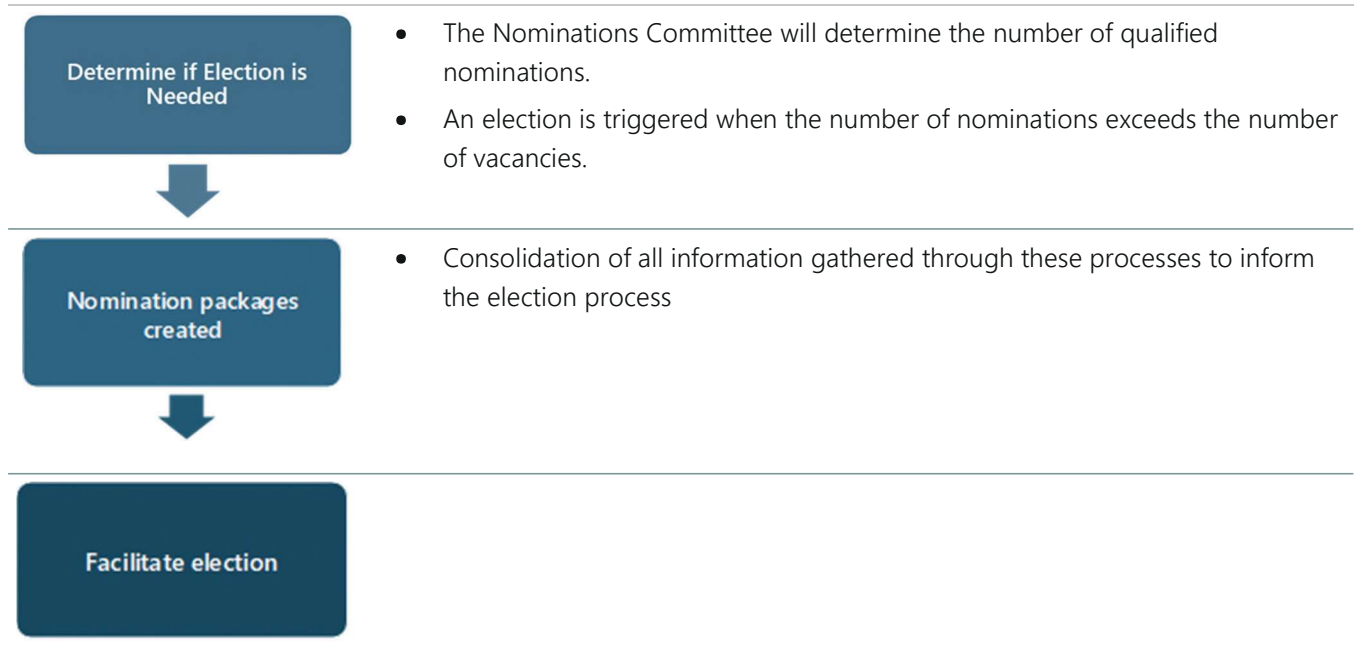 Determine if Election is
Needed
• The Nominations Committee will determine the number of qualified
nominations.
• An election is triggered when the number of nominations exceeds the number
of vacancies.
Nomination packages
created
• Consolidation of all information gathered through these processes to inform
the election process
Facilitate election